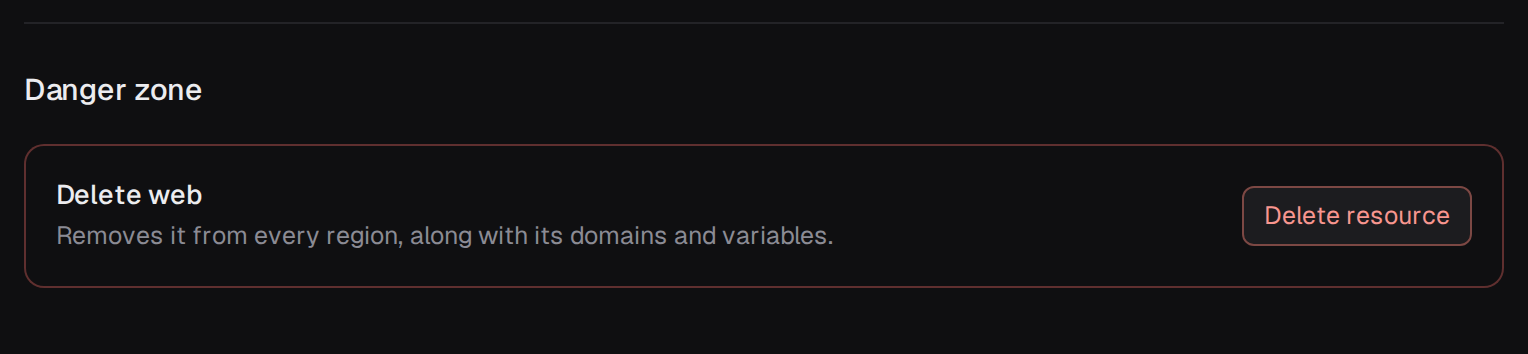 Danger zone
Delete web
Removes it from every region, along with its domains and variables.
Delete resource